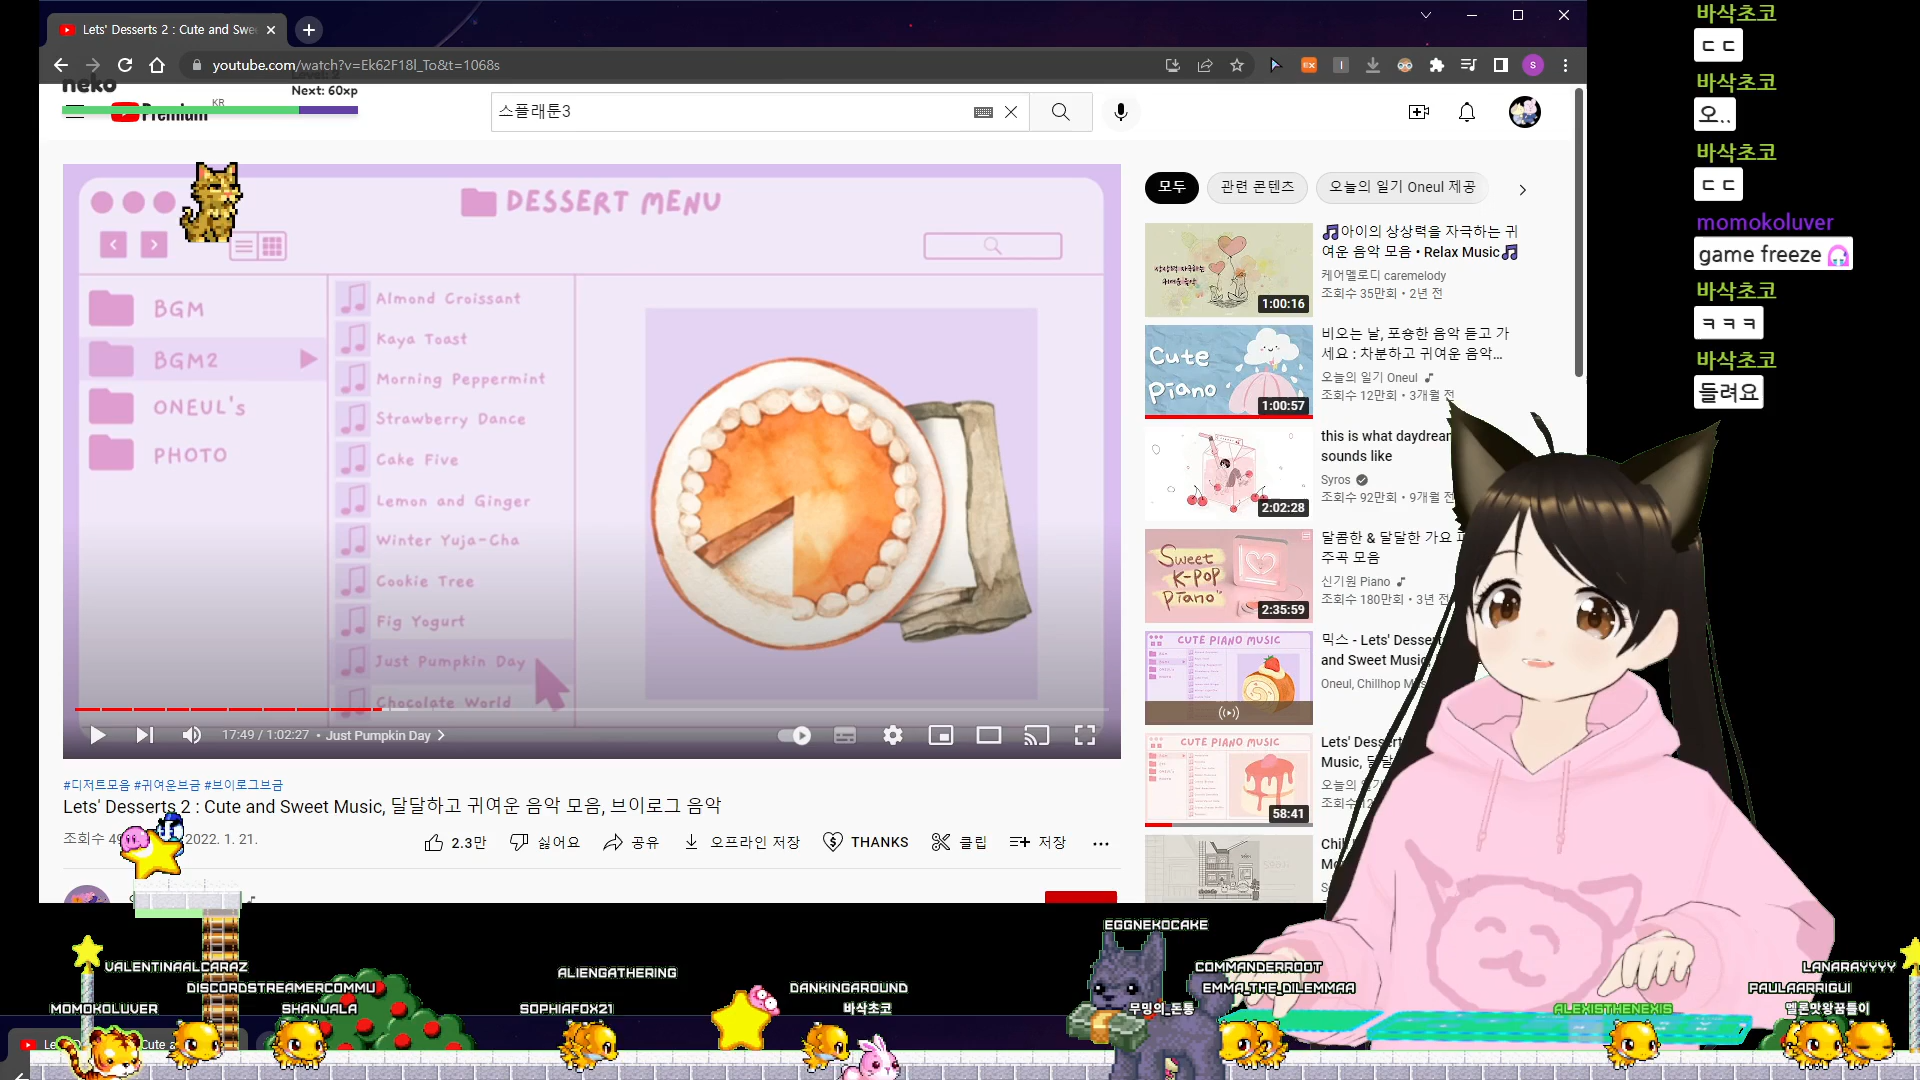 Lets' Desserts 2 : Cute and Swe
youtube.com/watch?v=Ek62F18l_To&t=1068s
neko
Next: 60xp
KR
Premium
스플래툰3
DESSERT MENU
BGM
BGM2
ONEUL's
PHOTO
Almond Croissant
Kaya Toast
Morning Peppermint
Strawberry Dance
Cake Five
Lemon and Ginger
Winter Yuja-Cha
Cookie Tree
Fig Yogurt
Just Pumpkin Day
Chocolate World
17:49 / 1:02:27 • Just Pumpkin Day
#디저트모음 #귀여운브금 #브이로그브금
Lets' Desserts 2 : Cute and Sweet Music, 달달하고 귀여운 음악 모음, 브이로그 음악
조회수 2022. 1. 21.
2.3만
싫어요
공유
오프라인 저장
THANKS
클립
저장
모두
관련 콘텐츠
오늘의 일기 Oneul 제공
1:00:16
🎵아이의 상상력을 자극하는 귀
여운 음악 모음 • Relax Music🎵
케어멜로디 caremelody
조회수 35만회 • 2년 전
Cute
Piano
1:00:57
비오는 날, 포송한 음악 듣고 가
세요 : 차분하고 귀여운 음악...
오늘의 일기 Oneul
조회수 12만회 • 3개월 전
2:02:28
this is what daydrea
sounds like
Syros
조회수 92만회 • 9개월 전
Sweet
K-POP
piano
2:35:59
달콤한 & 달달한 가요
주곡 모음
신기원 Piano
조회수 180만회 • 3년 전
CUTE PIANO MUSIC
믹스 - Lets' Desse
and Sweet Music
Oneul, Chillhop
CUTE PIANO MUSIC
58:41
Lets' Dessert
Music,
오늘의
조회수
Chil
바삭초코
ㄷㄷ
바삭초코
오..
바삭초코
ㄷㄷ
momokoluver
game freeze
바삭초코
ㅋㅋㅋ
바삭초코
들려요
EGGNEKOCAKE
VALENTINAALCARAZ
ALIENGATHERING
COMMANDERROOT
LANARAYYYY
DISCORDSTREAMERCOMMU
DANKINGAROUND
EMMA_THE_DILEMMAA
PAULAARRIGUI
MOMOKOLUVER
SHANUALA
SOPHIAFOX21
바삭초코
무밍의_돈통
ALEXISTHENEXIS
멜론맛왕꿈틀이
Cute a